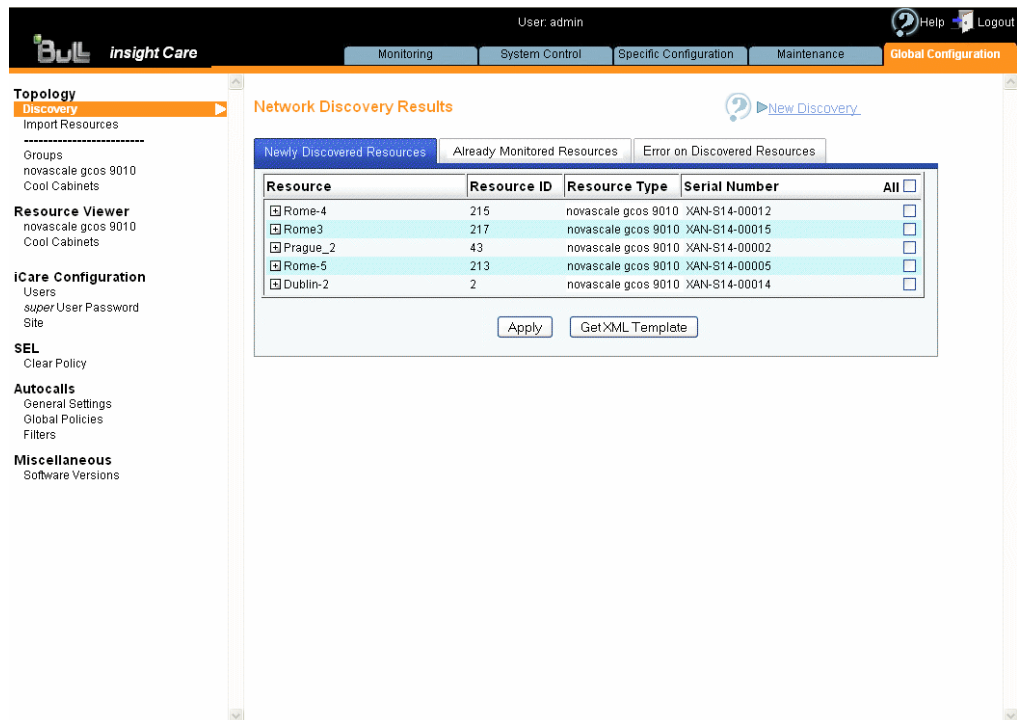 User: admin
Help Logout
Bull insight Care
Monitoring System Control Specific Configuration Maintenance Global Configuration
Topology
Discovery
Import Resources
-------------------------
Groups
novascale gcos 9010
Cool Cabinets
Resource Viewer
novascale gcos 9010
Cool Cabinets
iCare Configuration
Users
super User Password
Site
SEL
Clear Policy
Autocalls
General Settings
Global Policies
Filters
Miscellaneous
Software Versions
Network Discovery Results
New Discovery
Newly Discovered Resources Already Monitored Resources Error on Discovered Resources
Resource Resource ID Resource Type Serial Number All
Rome-4 215 novascale gcos 9010 XAN-S14-00012
Rome3 217 novascale gcos 9010 XAN-S14-00015
Prague_2 43 novascale gcos 9010 XAN-S14-00002
Rome-5 213 novascale gcos 9010 XAN-S14-00005
Dublin-2 2 novascale gcos 9010 XAN-S14-00014
Apply Get XML Template